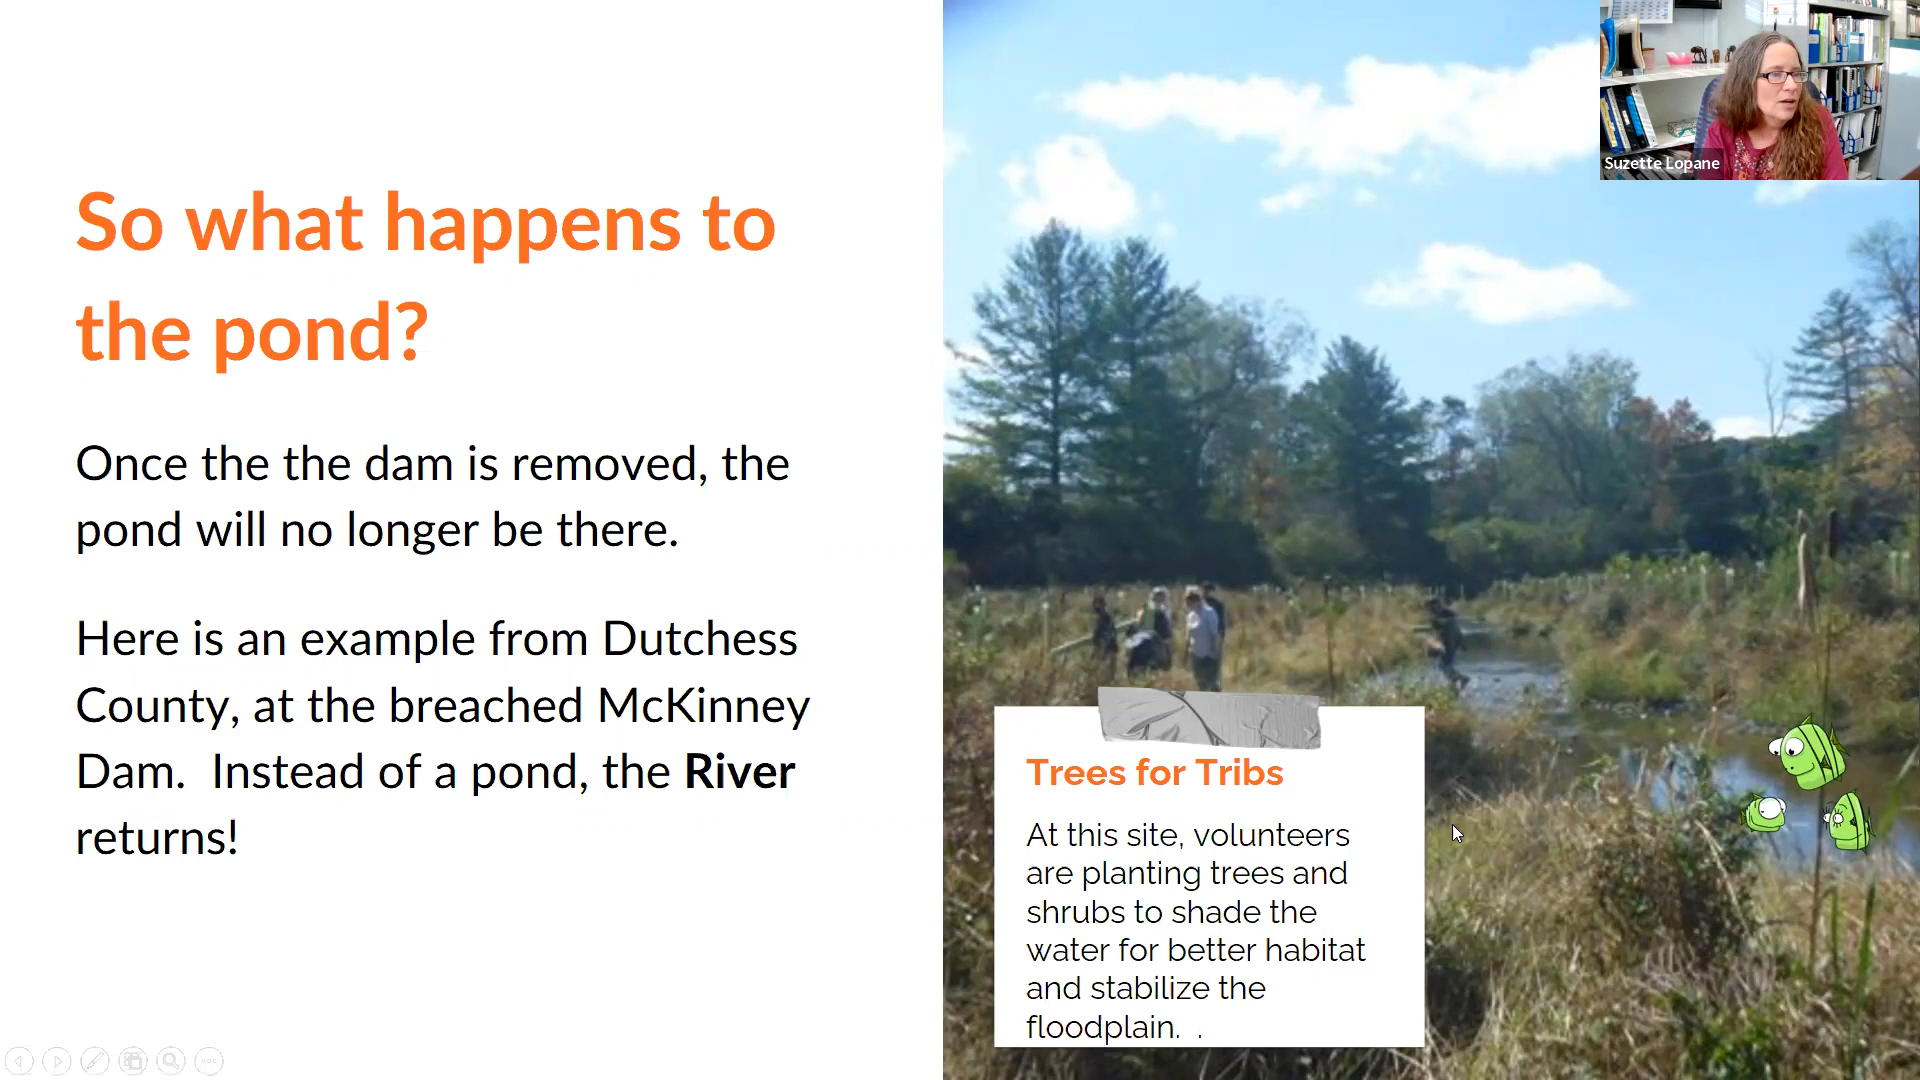 So what happens to
the pond?
Once the the dam is removed, the
pond will no longer be there.
Here is an example from Dutchess
County, at the breached McKinney
Dam.  Instead of a pond, the River
returns!
Suzette Lopane
Trees for Tribs
At this site, volunteers
are planting trees and
shrubs to shade the
water for better habitat
and stabilize the
floodplain.  .